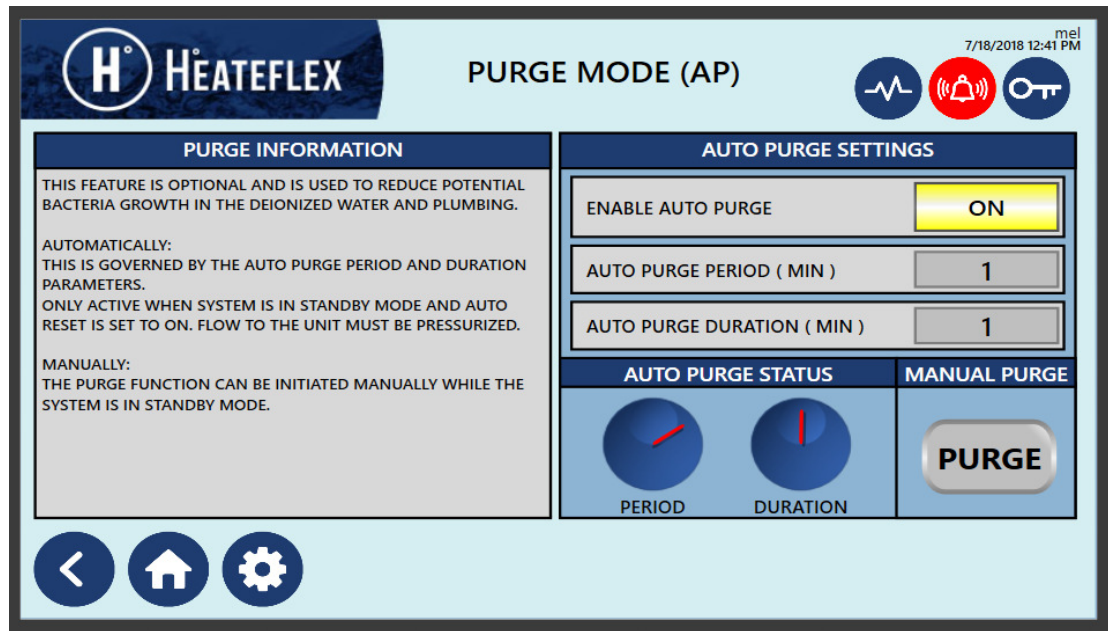 H° HEATEFLEX
PURGE MODE (AP)
mel
7/18/2018 12:41 PM
PURGE INFORMATION
THIS FEATURE IS OPTIONAL AND IS USED TO REDUCE POTENTIAL
BACTERIA GROWTH IN THE DEIONIZED WATER AND PLUMBING.
AUTOMATICALLY:
THIS IS GOVERNED BY THE AUTO PURGE PERIOD AND DURATION
PARAMETERS.
ONLY ACTIVE WHEN SYSTEM IS IN STANDBY MODE AND AUTO
RESET IS SET TO ON. FLOW TO THE UNIT MUST BE PRESSURIZED.
MANUALLY:
THE PURGE FUNCTION CAN BE INITIATED MANUALLY WHILE THE
SYSTEM IS IN STANDBY MODE.
AUTO PURGE SETTINGS
ENABLE AUTO PURGE ON
AUTO PURGE PERIOD ( MIN ) 1
AUTO PURGE DURATION ( MIN ) 1
AUTO PURGE STATUS
PERIOD DURATION
MANUAL PURGE
PURGE